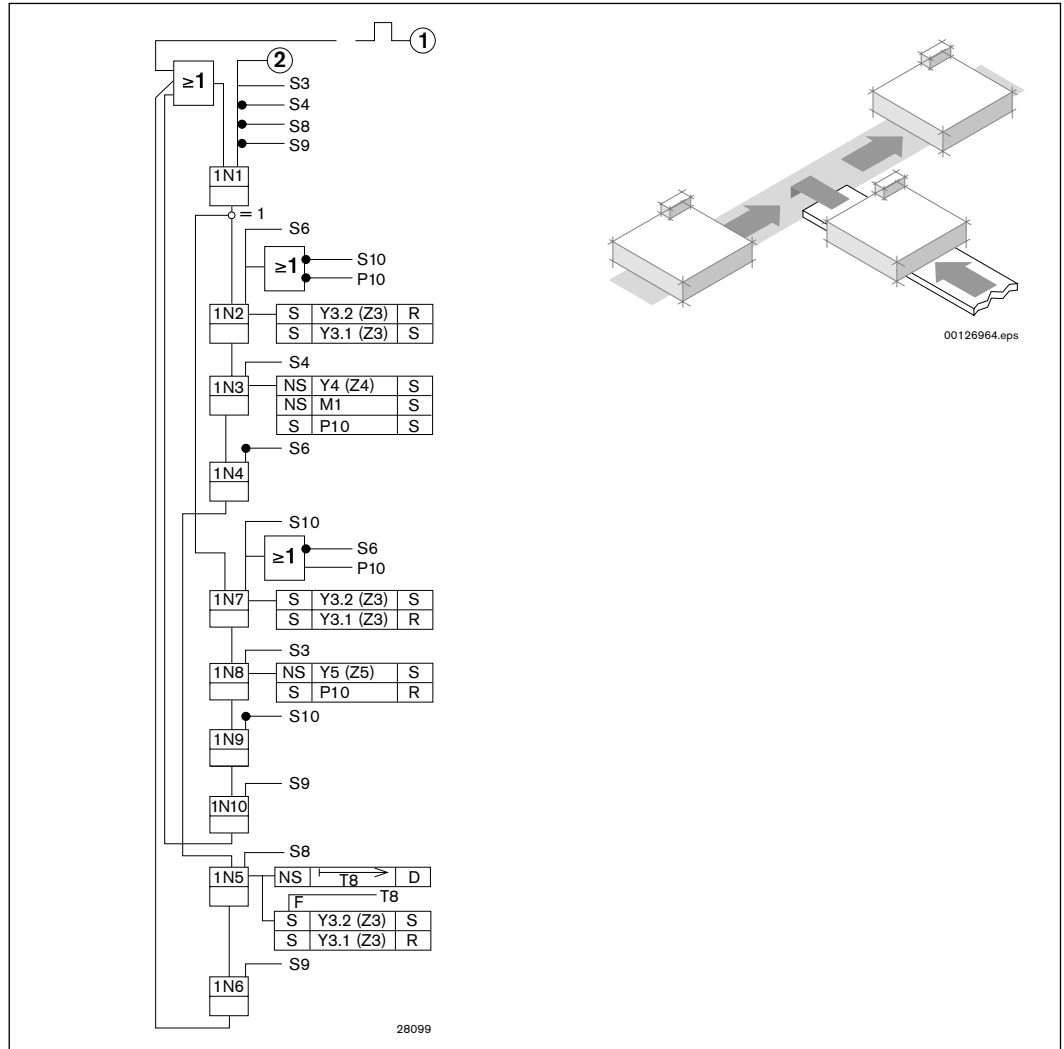 1
2
≥1
S3
S4
S8
S9
1N1
= 1
S6
≥1
S10
P10
1N2
S Y3.2 (Z3) R
S Y3.1 (Z3) S
S4
1N3
NS Y4 (Z4) S
NS M1 S
S P10 S
S6
1N4
S10
≥1
S6
P10
1N7
S Y3.2 (Z3) S
S Y3.1 (Z3) R
S3
1N8
NS Y5 (Z5) S
S P10 R
S10
1N9
S9
1N10
S8
1N5
NS T8 D
F T8
S Y3.2 (Z3) S
S Y3.1 (Z3) R
S9
1N6
28099
00126964.eps